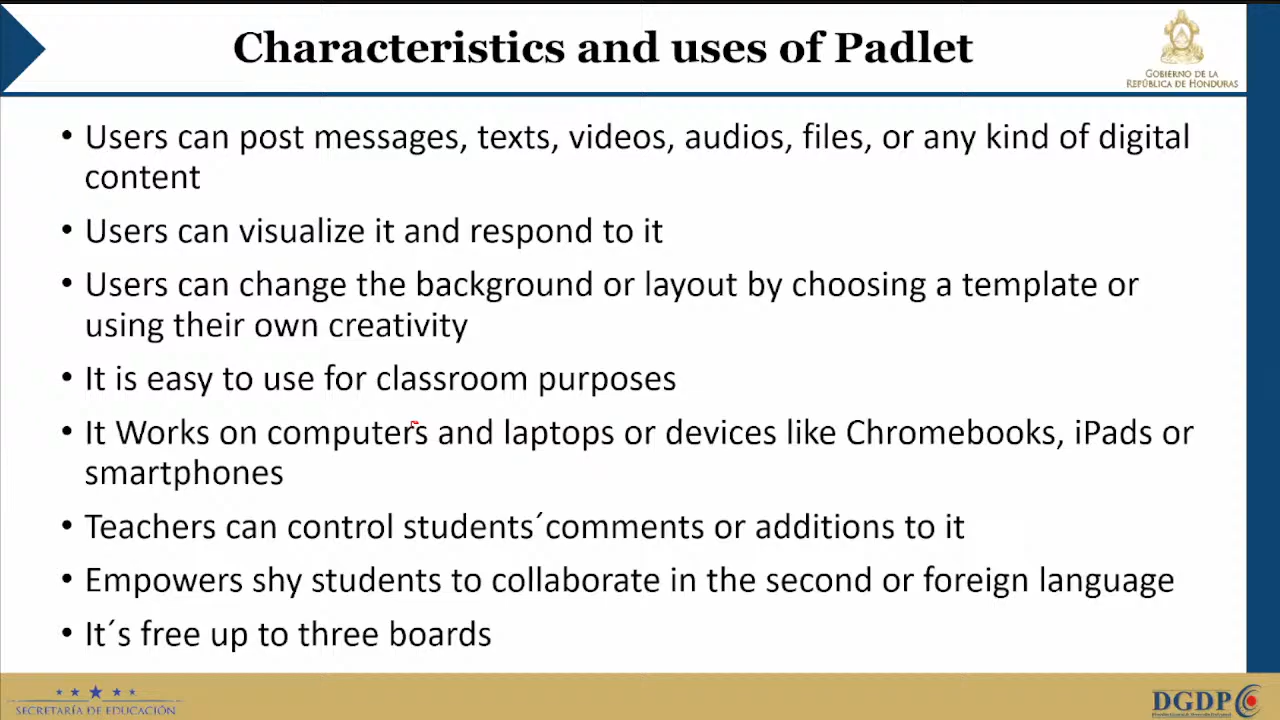 Characteristics and uses of Padlet
GOBIERNO DE LA
REPÚBLICA DE HONDURAS
• Users can post messages, texts, videos, audios, files, or any kind of digital
content
• Users can visualize it and respond to it
• Users can change the background or layout by choosing a template or
using their own creativity
• It is easy to use for classroom purposes
• It Works on computers and laptops or devices like Chromebooks, iPads or
smartphones
• Teachers can control students´comments or additions to it
• Empowers shy students to collaborate in the second or foreign language
• It´s free up to three boards
SECRETARÍA DE EDUCACIÓN
DGDP